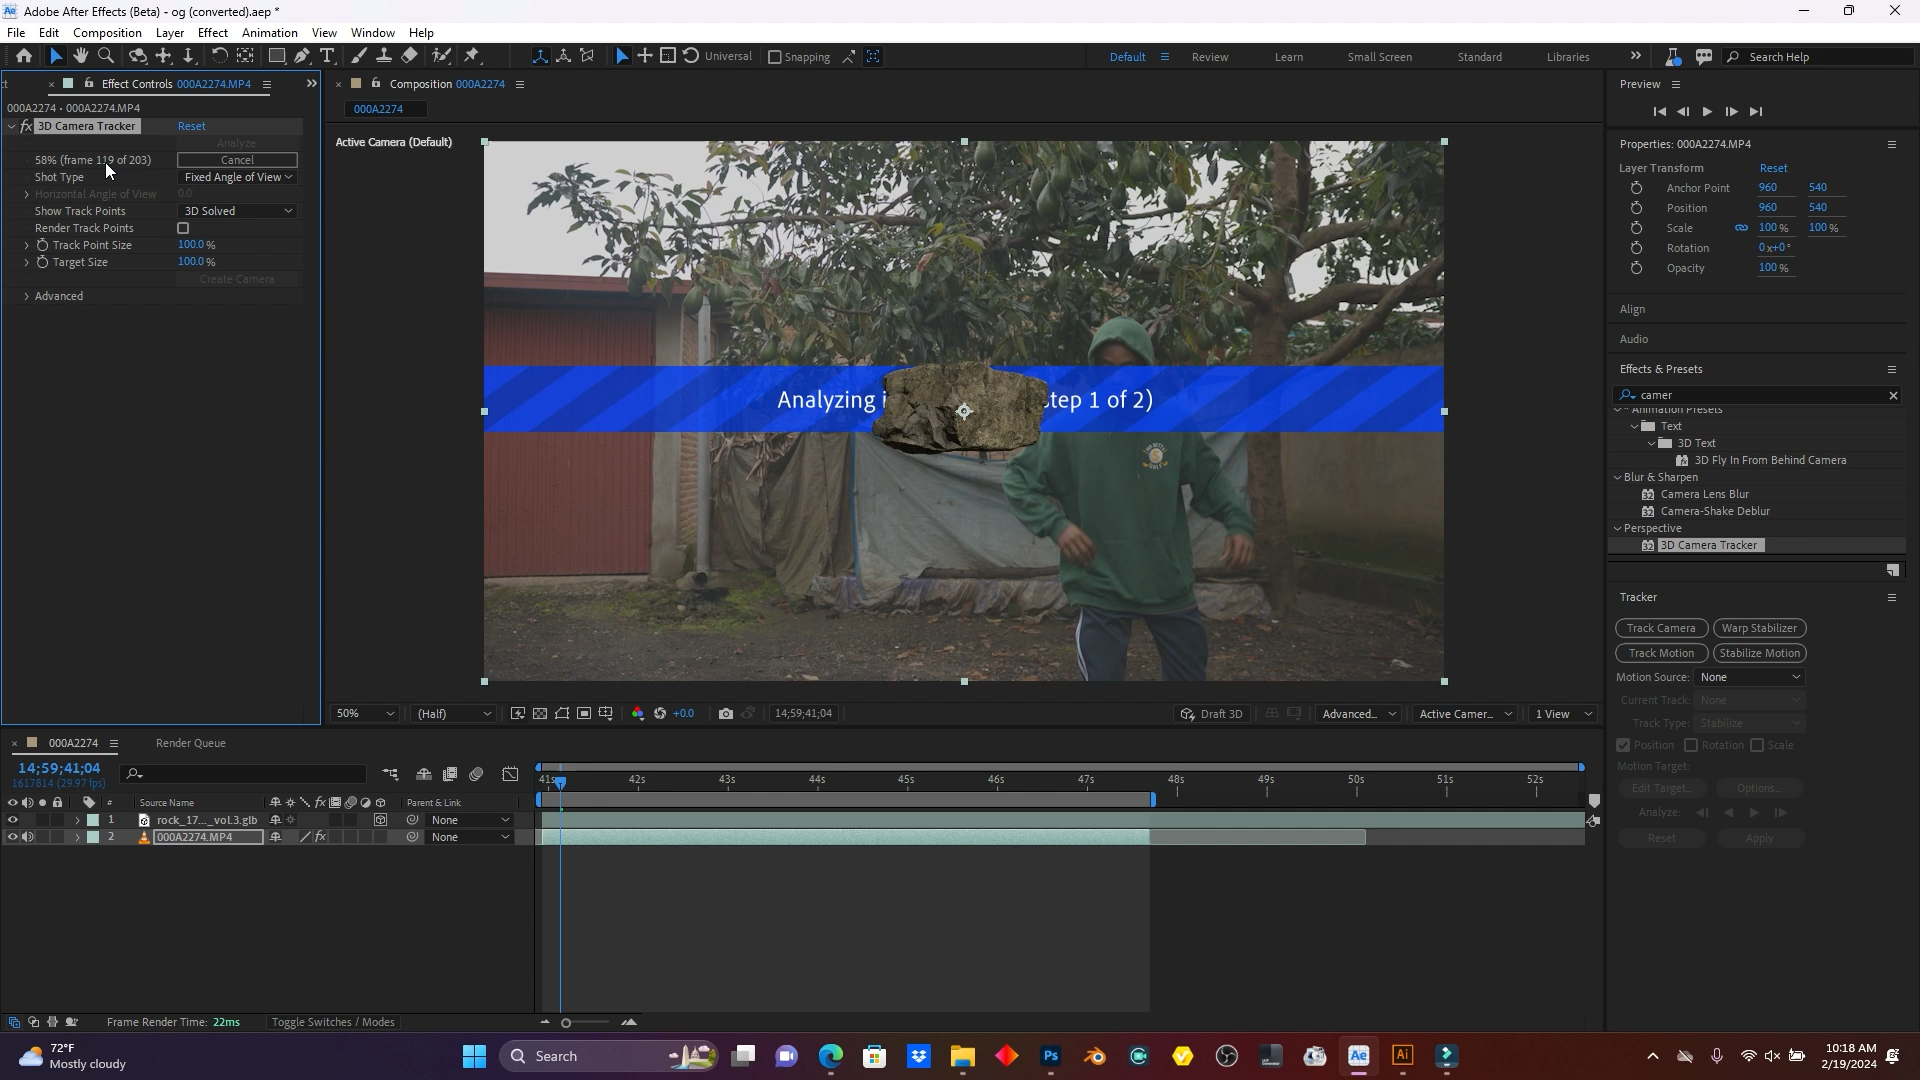 Adobe After Effects (Beta) - og (converted).aep *
File Edit Composition Layer Effect Animation View Window Help
Universal Snapping Default Review Learn Small Screen Standard Libraries Search Help
Effect Controls 000A2274.MP4
000A2274 • 000A2274.MP4
fx 3D Camera Tracker Reset
Analyze
58% (frame 119 of 203) Cancel
Shot Type Fixed Angle of View
Horizontal Angle of View 0.0
Show Track Points 3D Solved
Render Track Points
Track Point Size 100.0 %
Target Size 100.0 %
Create Camera
Advanced
Composition 000A2274
000A2274
Active Camera (Default)
Analyzing i
step 1 of 2)
50% (Half) +0.0 14;59;41;04 Draft 3D Advanced... Active Camer... 1 View
Preview
Properties: 000A2274.MP4
Layer Transform Reset
Anchor Point 960 540
Position 960 540
Scale 100 % 100 %
Rotation 0x+0°
Opacity 100 %
Align
Audio
Effects & Presets
camer
* Animation Presets
Text
3D Text
3D Fly In From Behind Camera
Blur & Sharpen
Camera Lens Blur
Camera-Shake Deblur
Perspective
3D Camera Tracker
Tracker
Track Camera Warp Stabilizer
Track Motion Stabilize Motion
Motion Source: None
Current Track: None
Track Type: Stabilize
Position Rotation Scale
Motion Target:
Edit Target... Options...
Analyze:
Reset Apply
000A2274 Render Queue
14;59;41;04
1617814 (29.97 fps)
41s 42s 43s 44s 45s 46s 47s 48s 49s 50s 51s 52s
# Source Name fx Parent & Link
1 rock_17..._vol.3.glb None
2 000A2274.MP4 fx None
Frame Render Time: 22ms Toggle Switches / Modes
72°F
Mostly cloudy
Search
Ps
Ae
Ai
10:18 AM
2/19/2024